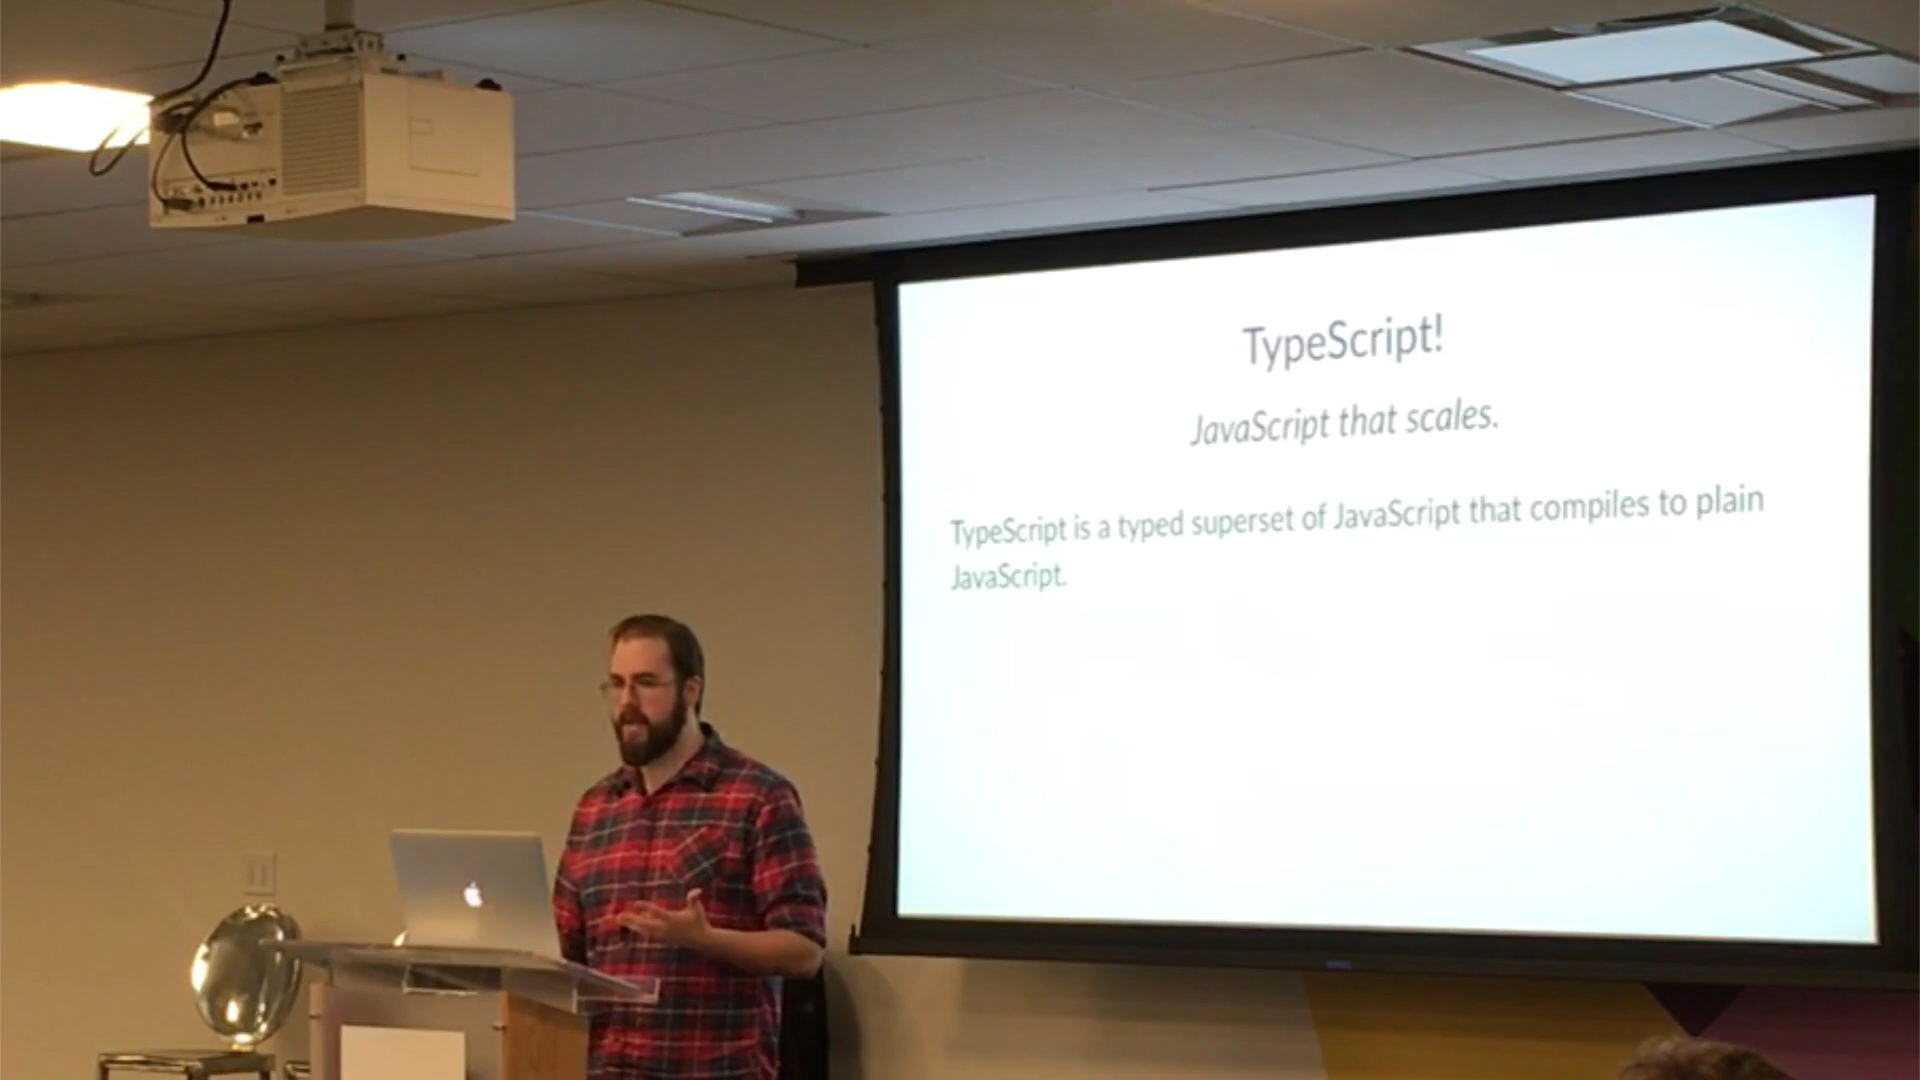 TypeScript!
JavaScript that scales.
TypeScript is a typed superset of JavaScript that compiles to plain
JavaScript.